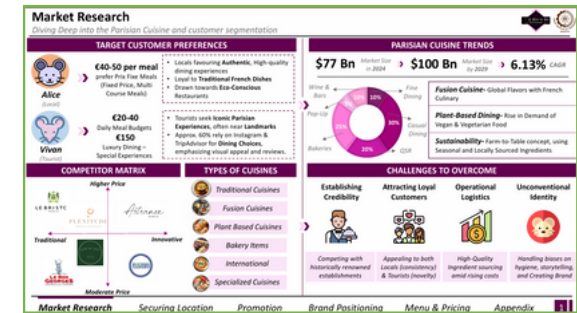 Market Research
Diving Deep into the Parisian Cuisine and customer segmentation
TARGET CUSTOMER PREFERENCES
Alice
(Local)
€40-50 per meal
prefer Prix Fixe Meals
(Fixed Price, Multi
Course Meals)
• Locals favouring Authentic, High-quality
dining experiences
• Loyal to Traditional French Dishes
• Drawn towards Eco-Conscious
Restaurants
Vivan
(Tourist)
€20-40
Daily Meal Budgets
€150
Luxury Dining –
Special Experiences
• Tourists seek Iconic Parisian
Experiences, often near Landmarks
• Approx. 60% rely on Instagram &
TripAdvisor for Dining Choices,
emphasizing visual appeal and reviews.
PARISIAN CUISINE TRENDS
$77 Bn
Market Size
in 2024
$100 Bn
Market Size
by 2029
6.13% CAGR
Wine &
Bars
Fine
Dining
Pop-Up
Casual
Dining
Bakeries
QSR
10%
30%
20%
25%
Fusion Cuisine- Global Flavors with French
Culinary
Plant-Based Dining- Rise in Demand of
Vegan & Vegetarian Food
Sustainability- Farm-to-Table concept, using
Seasonal and Locally Sourced Ingredients
COMPETITOR MATRIX
Higher Price
LE BRISTC
PLENITUDE
Astrance
Traditional
Innovative
LE BON
GEORGES
Moderate Price
TYPES OF CUISINES
Traditional Cuisines
Fusion Cuisines
Plant Based Cuisines
Bakery Items
International
Specialized Cuisines
CHALLENGES TO OVERCOME
Establishing
Credibility
Competing with
historically renowned
establishments
Attracting Loyal
Customers
Appealing to both
Locals (consistency)
& Tourists (novelty)
Operational
Logistics
High-Quality
Ingredient sourcing
amid rising costs
Unconventional
Identity
Handling biases on
hygiene, storytelling,
and Creating Brand
Market Research
Securing Location
Promotion
Brand Positioning
Menu & Pricing
Appendix
1